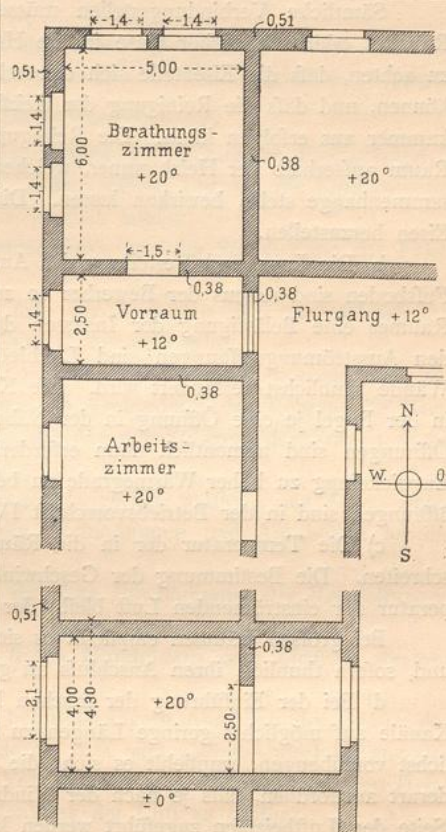 1,4
1,4
0,51
0,51
5,00
1,4
6,00
Berathungs-
zimmer
+20°
0,38
+20°
1,4
1,5
0,38
0,38
1,4
2,50
Vorraum
+12°
Flurgang +12°
0,38
Arbeits-
zimmer
+20°
N.
W.
O
S.
0,51
0,38
2,1
4,00
4,30
+20°
2,50
±0°